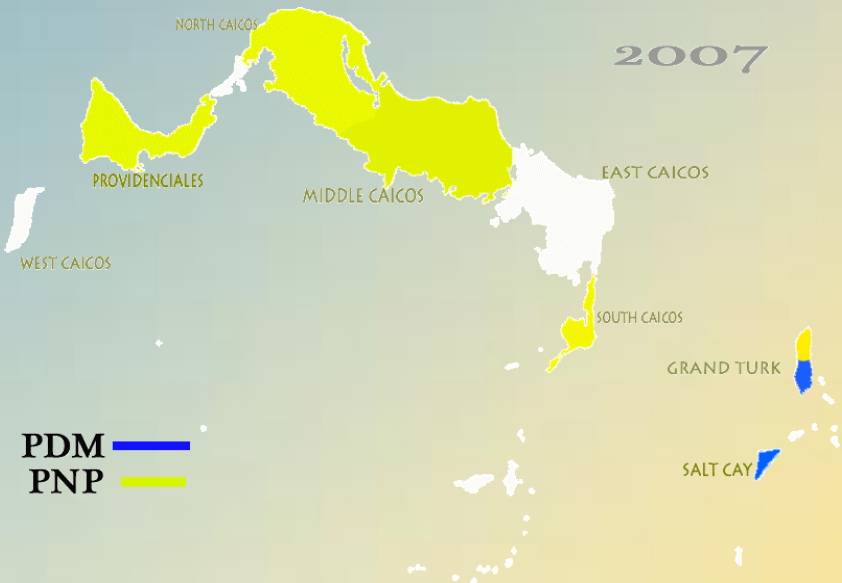 NORTH CAICOS
2007
PROVIDENCIALES
MIDDLE CAICOS
EAST CAICOS
WEST CAICOS
SOUTH CAICOS
GRAND TURK
PDM
SALT CAY
PNP